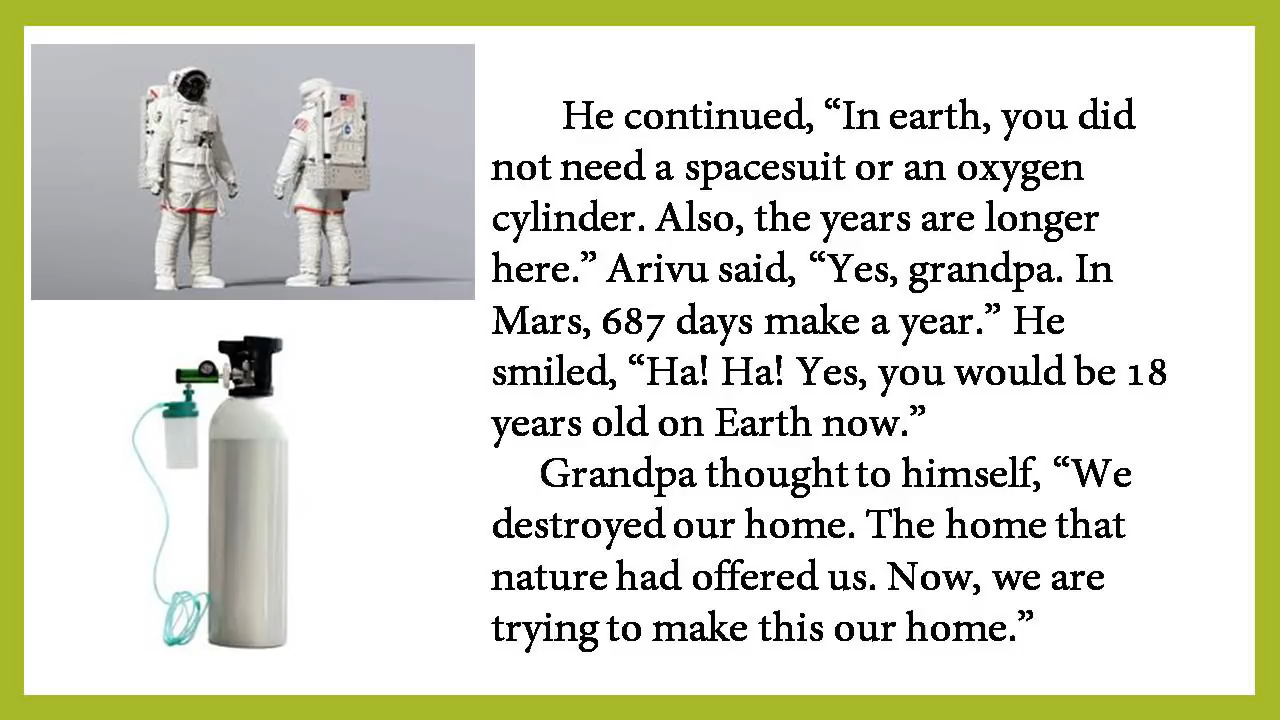 He continued, “In earth, you did
not need a spacesuit or an oxygen
cylinder. Also, the years are longer
here.” Arivu said, “Yes, grandpa. In
Mars, 687 days make a year.” He
smiled, “Ha! Ha! Yes, you would be 18
years old on Earth now.”
Grandpa thought to himself, “We
destroyed our home. The home that
nature had offered us. Now, we are
trying to make this our home.”